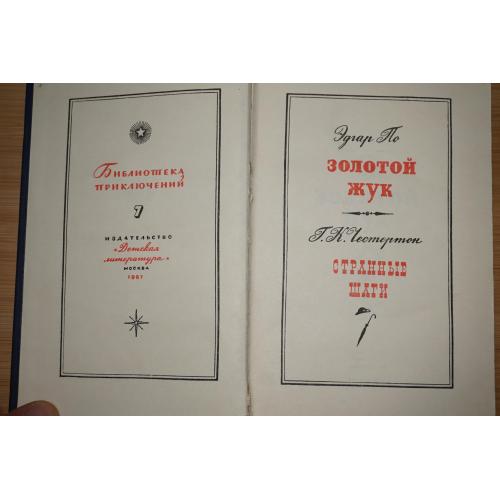 Библиотека
приключений
7
ИЗДАТЕЛЬСТВО
«Детская
литература»
МОСКВА
1967
Эдгар По
ЗОЛОТОЙ
ЖУК
Г. К. Честертон
СТРАННЫЕ
ШАГИ